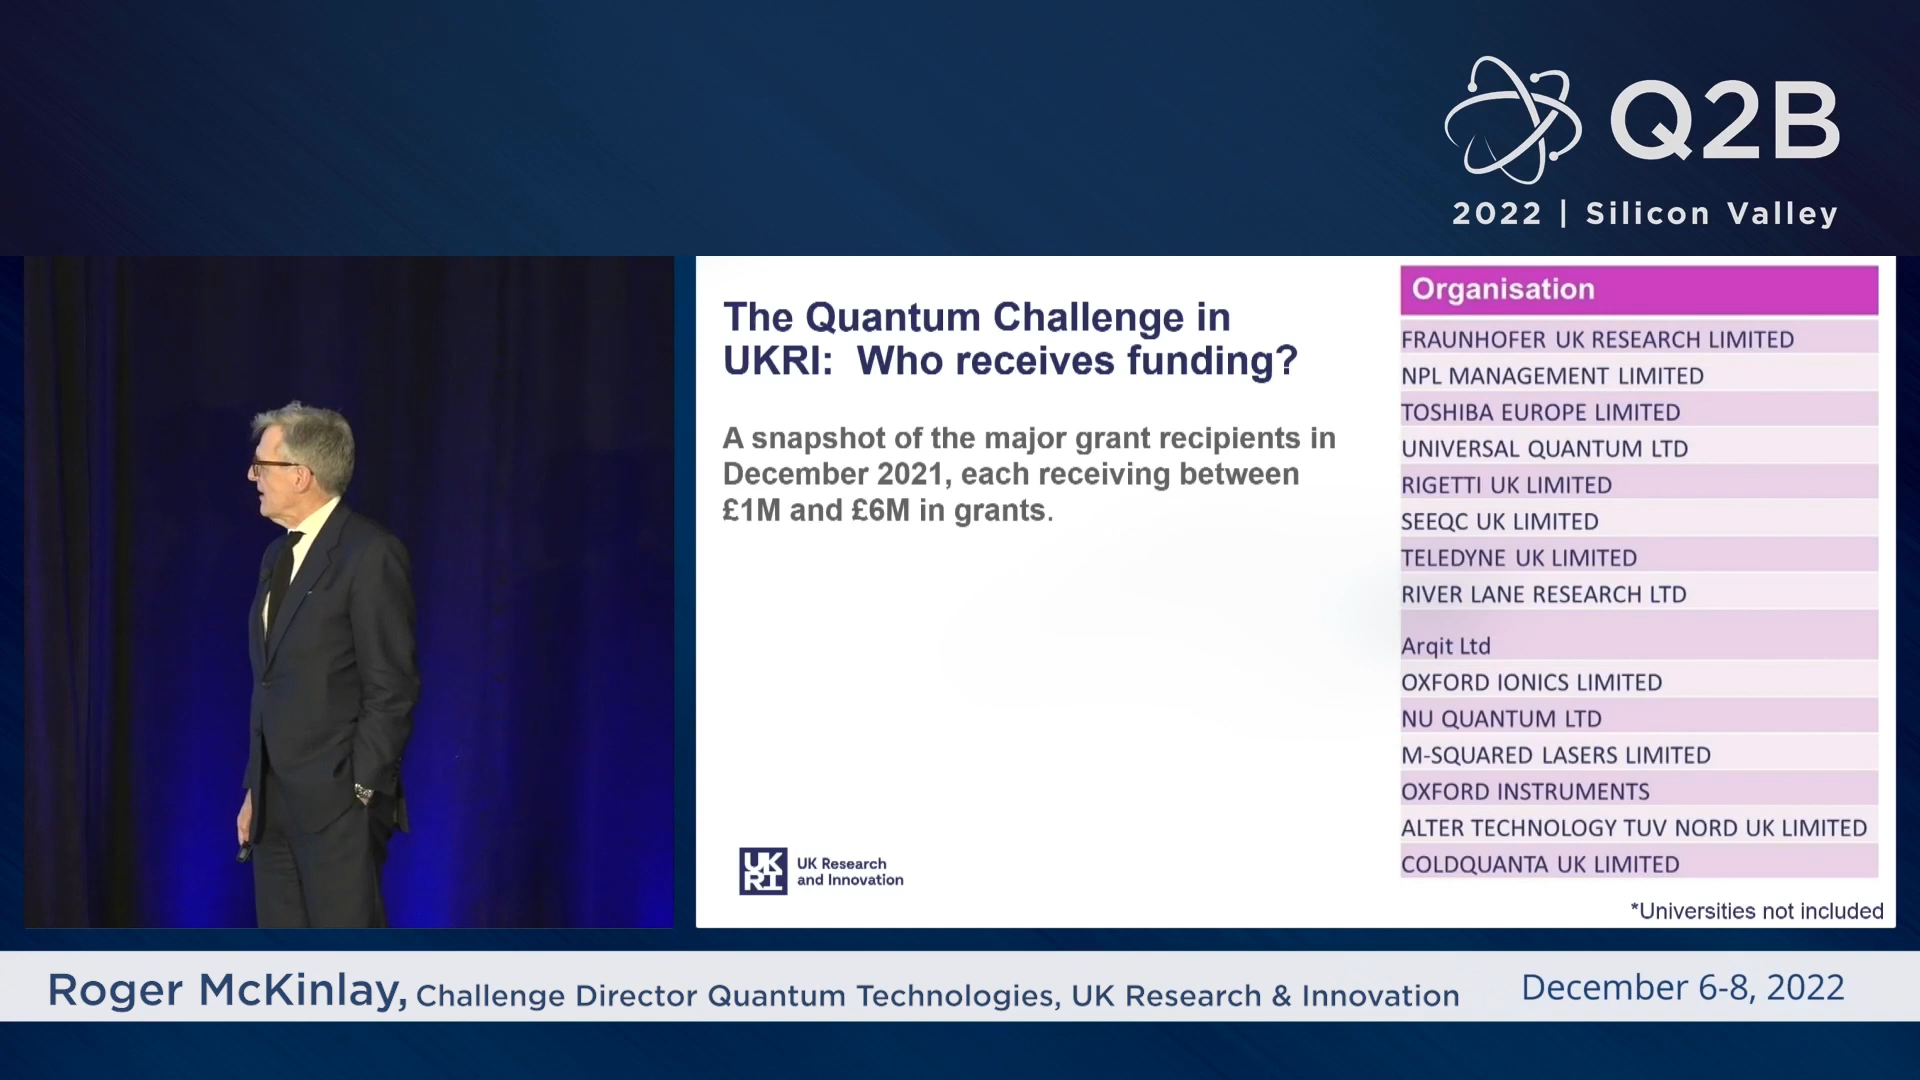 Q2B
2022 | Silicon Valley
The Quantum Challenge in
UKRI: Who receives funding?
A snapshot of the major grant recipients in
December 2021, each receiving between
£1M and £6M in grants.
UK
RI
UK Research
and Innovation
Organisation
FRAUNHOFER UK RESEARCH LIMITED
NPL MANAGEMENT LIMITED
TOSHIBA EUROPE LIMITED
UNIVERSAL QUANTUM LTD
RIGETTI UK LIMITED
SEEQC UK LIMITED
TELEDYNE UK LIMITED
RIVER LANE RESEARCH LTD
Arqit Ltd
OXFORD IONICS LIMITED
NU QUANTUM LTD
M-SQUARED LASERS LIMITED
OXFORD INSTRUMENTS
ALTER TECHNOLOGY TUV NORD UK LIMITED
COLDQUANTA UK LIMITED
*Universities not included
Roger McKinlay, Challenge Director Quantum Technologies, UK Research & Innovation
December 6-8, 2022